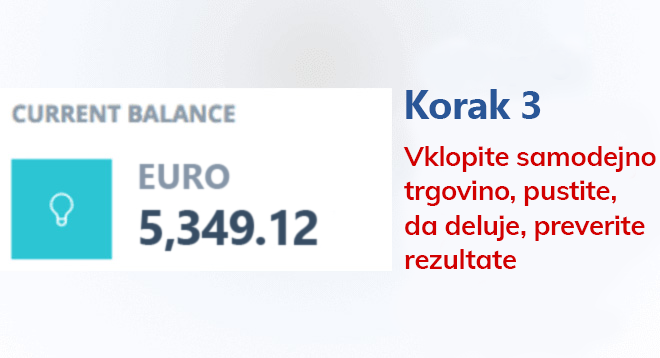 CURRENT BALANCE
EURO
5,349.12
Korak 3
Vklopite samodejno
trgovino, pustite,
da deluje, preverite
rezultate